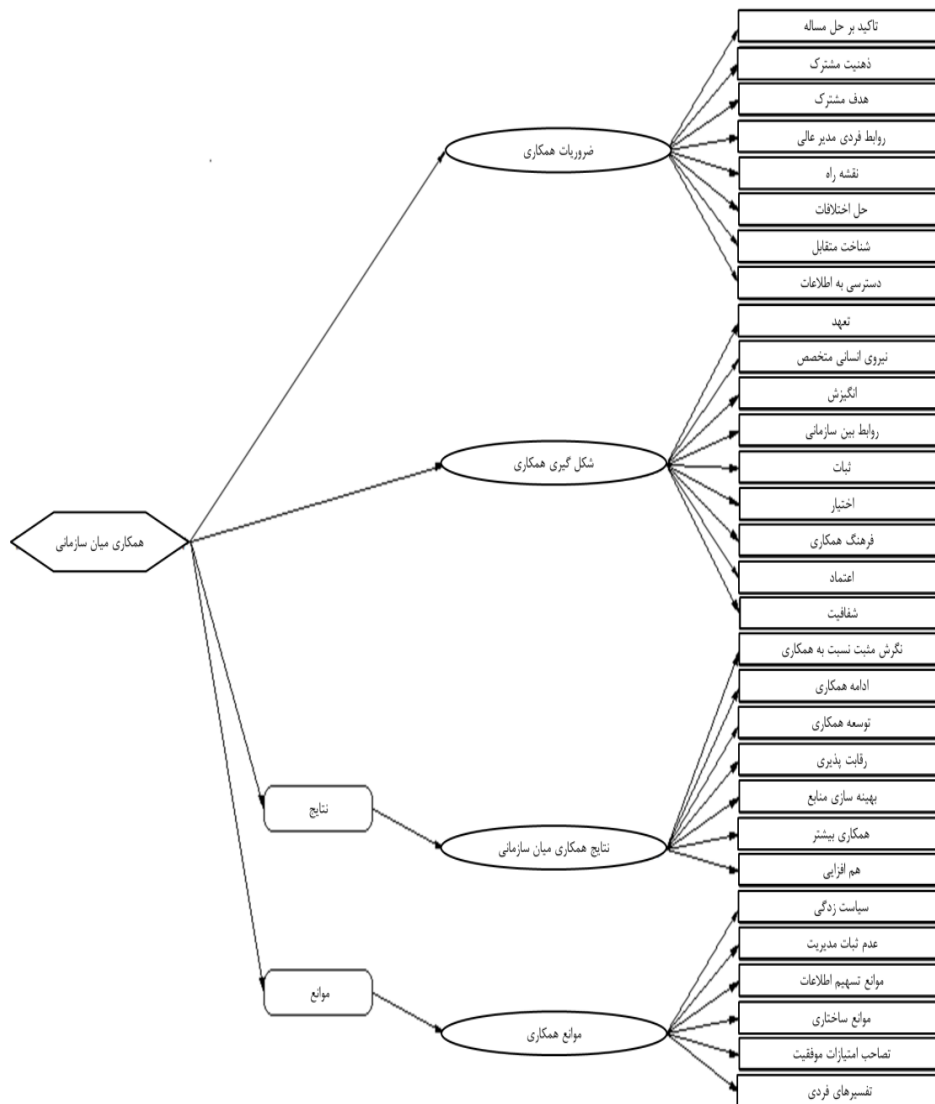 تاکید بر حل مساله
ذهنیت مشترک
هدف مشترک
روابط فردی مدیر عالی
ضروریات همکاری
نقشه راه
حل اختلافات
شناخت متقابل
دسترسی به اطلاعات
تعهد
نیروی انسانی متخصص
انگیزش
روابط بین سازمانی
شکل گیری همکاری
ثبات
اختیار
فرهنگ همکاری
همکاری میان سازمانی
اعتماد
شفافیت
نگرش مثبت نسبت به همکاری
ادامه همکاری
توسعه همکاری
رقابت پذیری
بهینه سازی منابع
نتایج
همکاری بیشتر
نتایج همکاری میان سازمانی
هم افزایی
سیاست زدگی
عدم ثبات مدیریت
موانع تسهیم اطلاعات
موانع
موانع ساختاری
موانع همکاری
تصاحب امتیازات موفقیت
تفسیرهای فردی